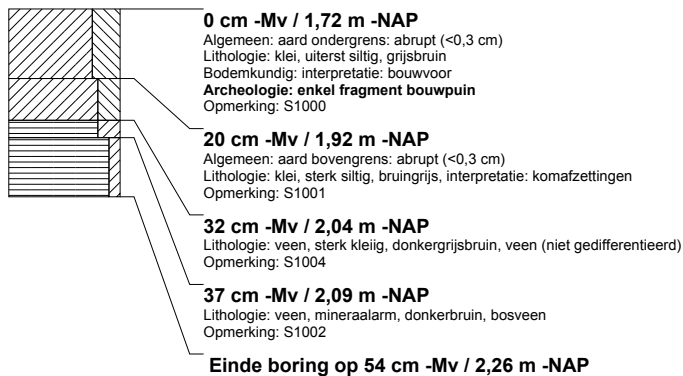 0 cm -Mv / 1,72 m -NAP
Algemeen: aard ondergrens: abrupt (<0,3 cm)
Lithologie: klei, uiterst siltig, grijsbruin
Bodemkundig: interpretatie: bouwvoor
Archeologie: enkel fragment bouwpuin
Opmerking: S1000
20 cm -Mv / 1,92 m -NAP
Algemeen: aard bovengrens: abrupt (<0,3 cm)
Lithologie: klei, sterk siltig, bruingrijs, interpretatie: komafzettingen
Opmerking: S1001
32 cm -Mv / 2,04 m -NAP
Lithologie: veen, sterk kleiig, donkergrijsbruin, veen (niet gedifferentieerd)
Opmerking: S1004
37 cm -Mv / 2,09 m -NAP
Lithologie: veen, mineraalarm, donkerbruin, bosveen
Opmerking: S1002
Einde boring op 54 cm -Mv / 2,26 m -NAP